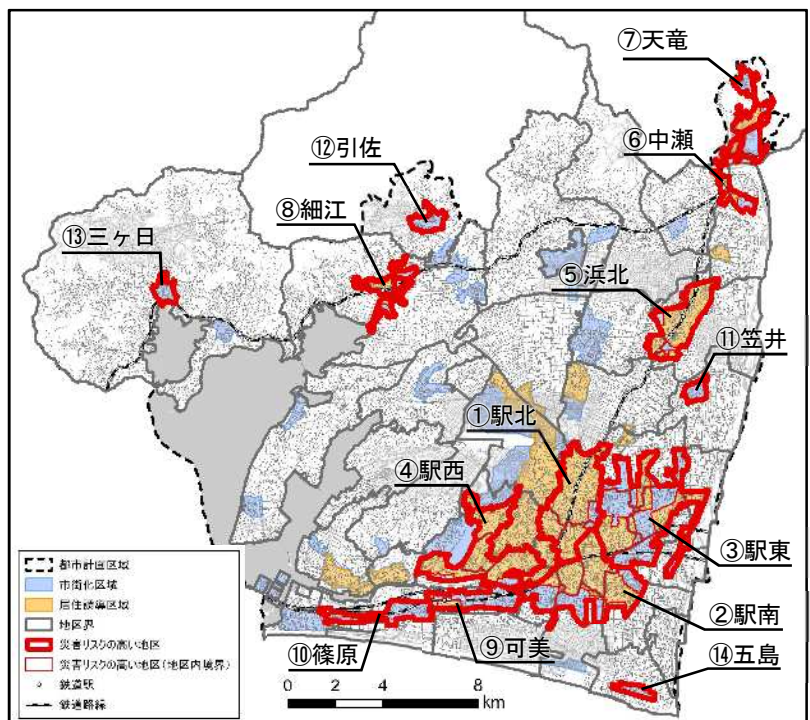 ⑦天竜
⑥中瀬
⑫引佐
⑧細江
⑬三ヶ日
⑤浜北
⑪笠井
①駅北
④駅西
③駅東
②駅南
⑨可美
⑩篠原
⑭五島
都市計画区域
市街化区域
居住誘導区域
地区界
災害リスクの高い地区
災害リスクの高い地区(地区内境界)
鉄道駅
鉄道路線
0 2 4 8
km